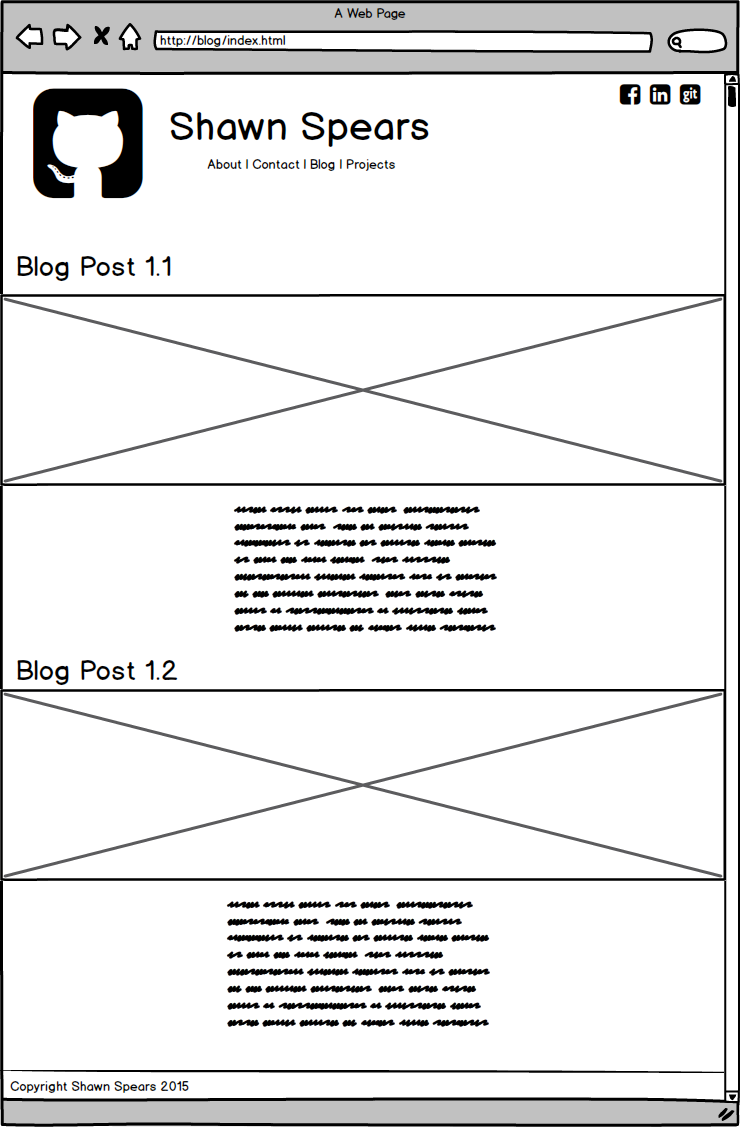 A Web Page
http://blog/index.html
git
Shawn Spears
About | Contact | Blog | Projects
Blog Post 1.1
Blog Post 1.2
Copyright Shawn Spears 2015